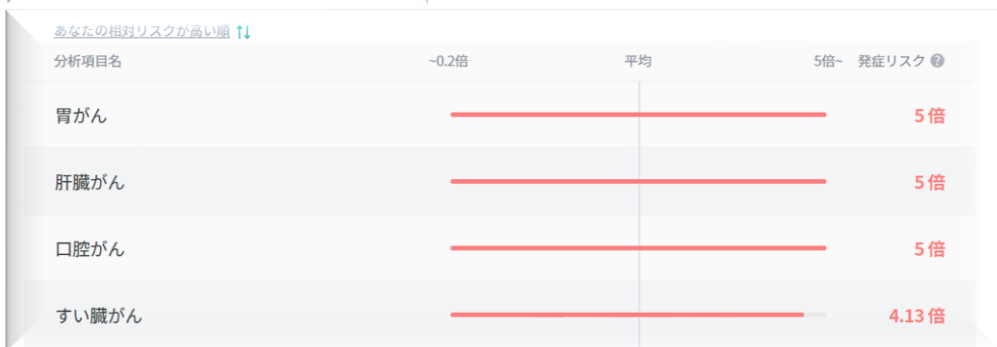 あなたの相対リスクが高い順
分析項目名 ~0.2倍 平均 5倍~ 発症リスク ?
胃がん 5 倍
肝臓がん 5 倍
口腔がん 5 倍
すい臓がん 4.13 倍